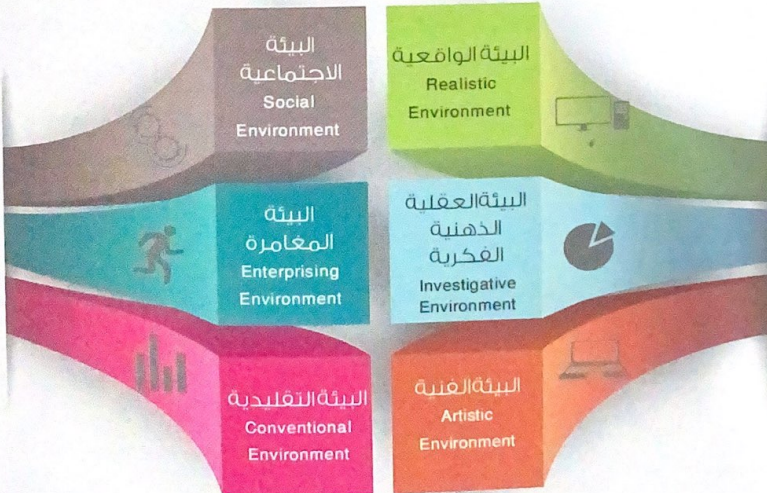 البيئة الواقعية
Realistic
Environment
البيئة
الاجتماعية
Social
Environment
البيئة العقلية
الذهنية
الفكرية
Investigative
Environment
البيئة
المغامرة
Enterprising
Environment
البيئة الفنية
Artistic
Environment
البيئة التقليدية
Conventional
Environment